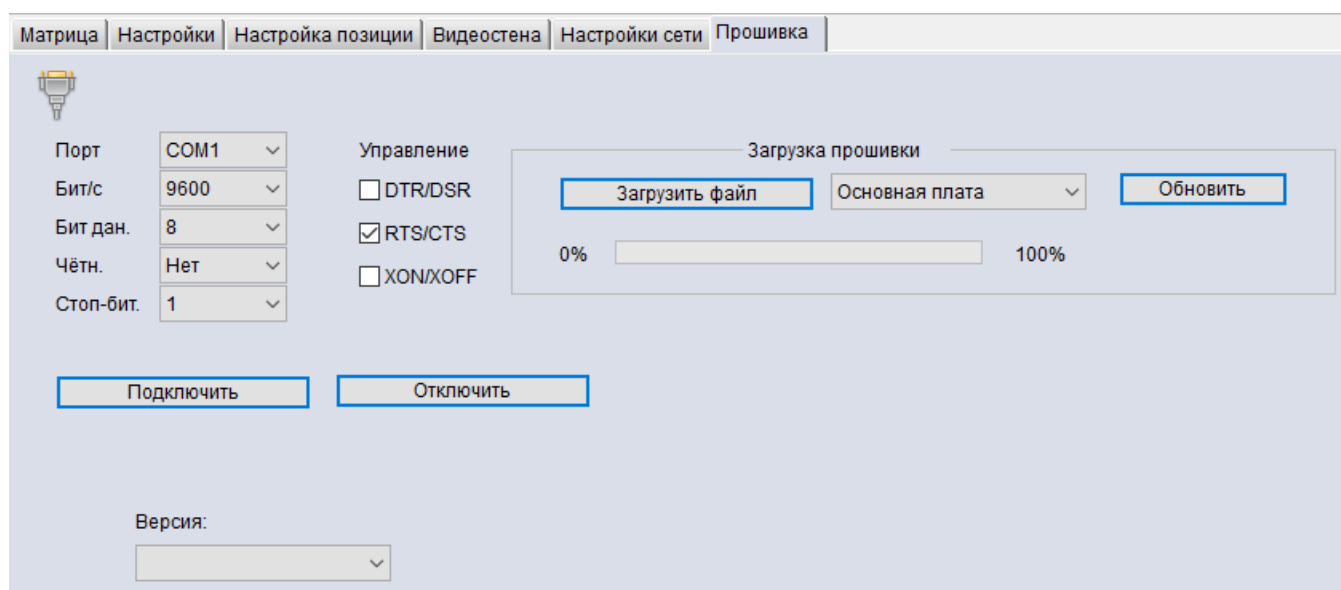 Матрица Настройки Настройка позиции Видеостена Настройки сети Прошивка
Порт COM1 Управление Загрузка прошивки
Бит/с 9600 DTR/DSR Загрузить файл Основная плата Обновить
Бит дан. 8 RTS/CTS
0% 100%
Чётн. Нет XON/XOFF
Стоп-бит. 1
Подключить Отключить
Версия: